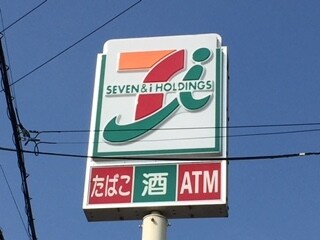 7i
SEVEN & i HOLDINGS
たばこ 酒 ATM